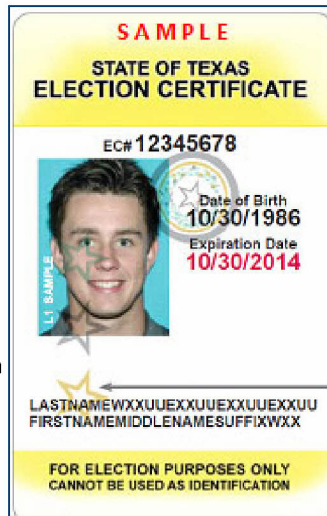 SAMPLE
STATE OF TEXAS
ELECTION CERTIFICATE
EC# 12345678
Date of Birth
10/30/1986
Expiration Date
10/30/2014
L1 SAMPLE
LASTNAMEWXXUUEXXUUEXXUUEXXUU
FIRSTNAMEMIDDLENAMESUFFIXWXX
FOR ELECTION PURPOSES ONLY
CANNOT BE USED AS IDENTIFICATION